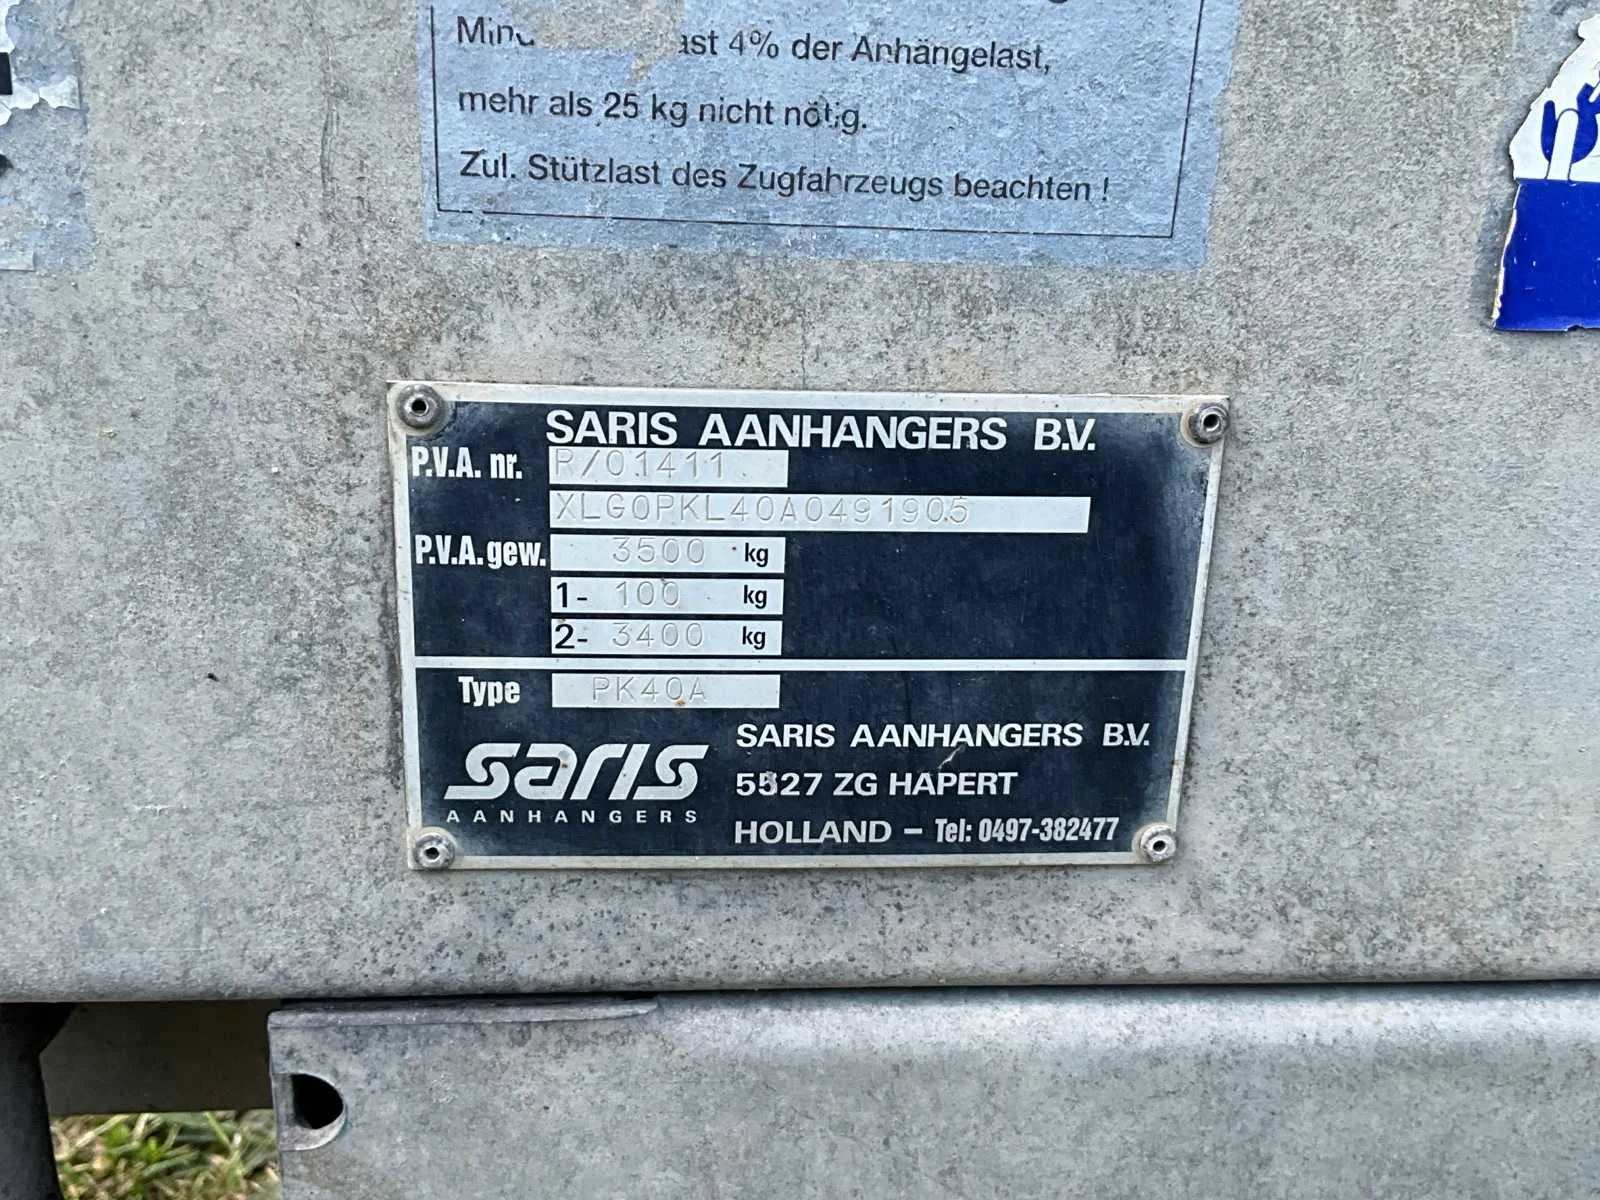 ast 4% der Anhängelast,
mehr als 25 kg nicht nötig.
Zul. Stützlast des Zugfahrzeugs beachten !
SARIS AANHANGERS B.V.
P.V.A. nr. R/01411
XLG0PKL40A0491905
P.V.A. gew. 3500 kg
1- 100 kg
2- 3400 kg
Type PK40A
saris
AANHANGERS
SARIS AANHANGERS B.V.
5527 ZG HAPERT
HOLLAND – Tel: 0497-382477